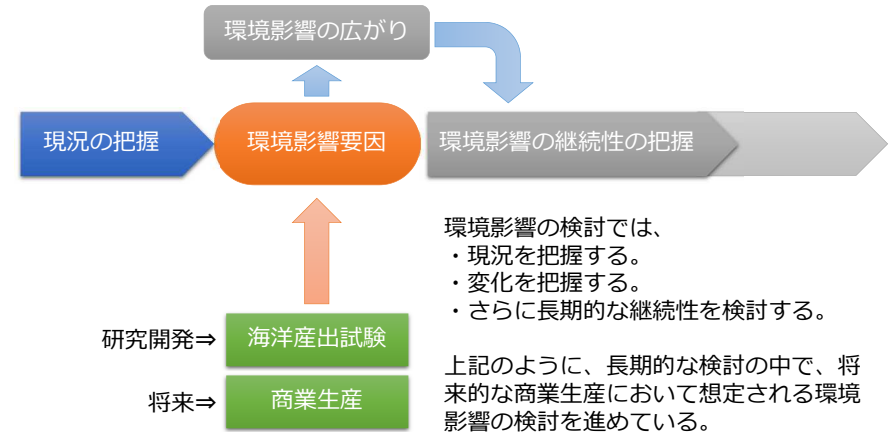 環境影響の広がり
現況の把握
環境影響要因
環境影響の継続性の把握
環境影響の検討では、
・現況を把握する。
・変化を把握する。
・さらに長期的な継続性を検討する。
研究開発⇒
海洋産出試験
将来⇒
商業生産
上記のように、長期的な検討の中で、将
来的な商業生産において想定される環境
影響の検討を進めている。